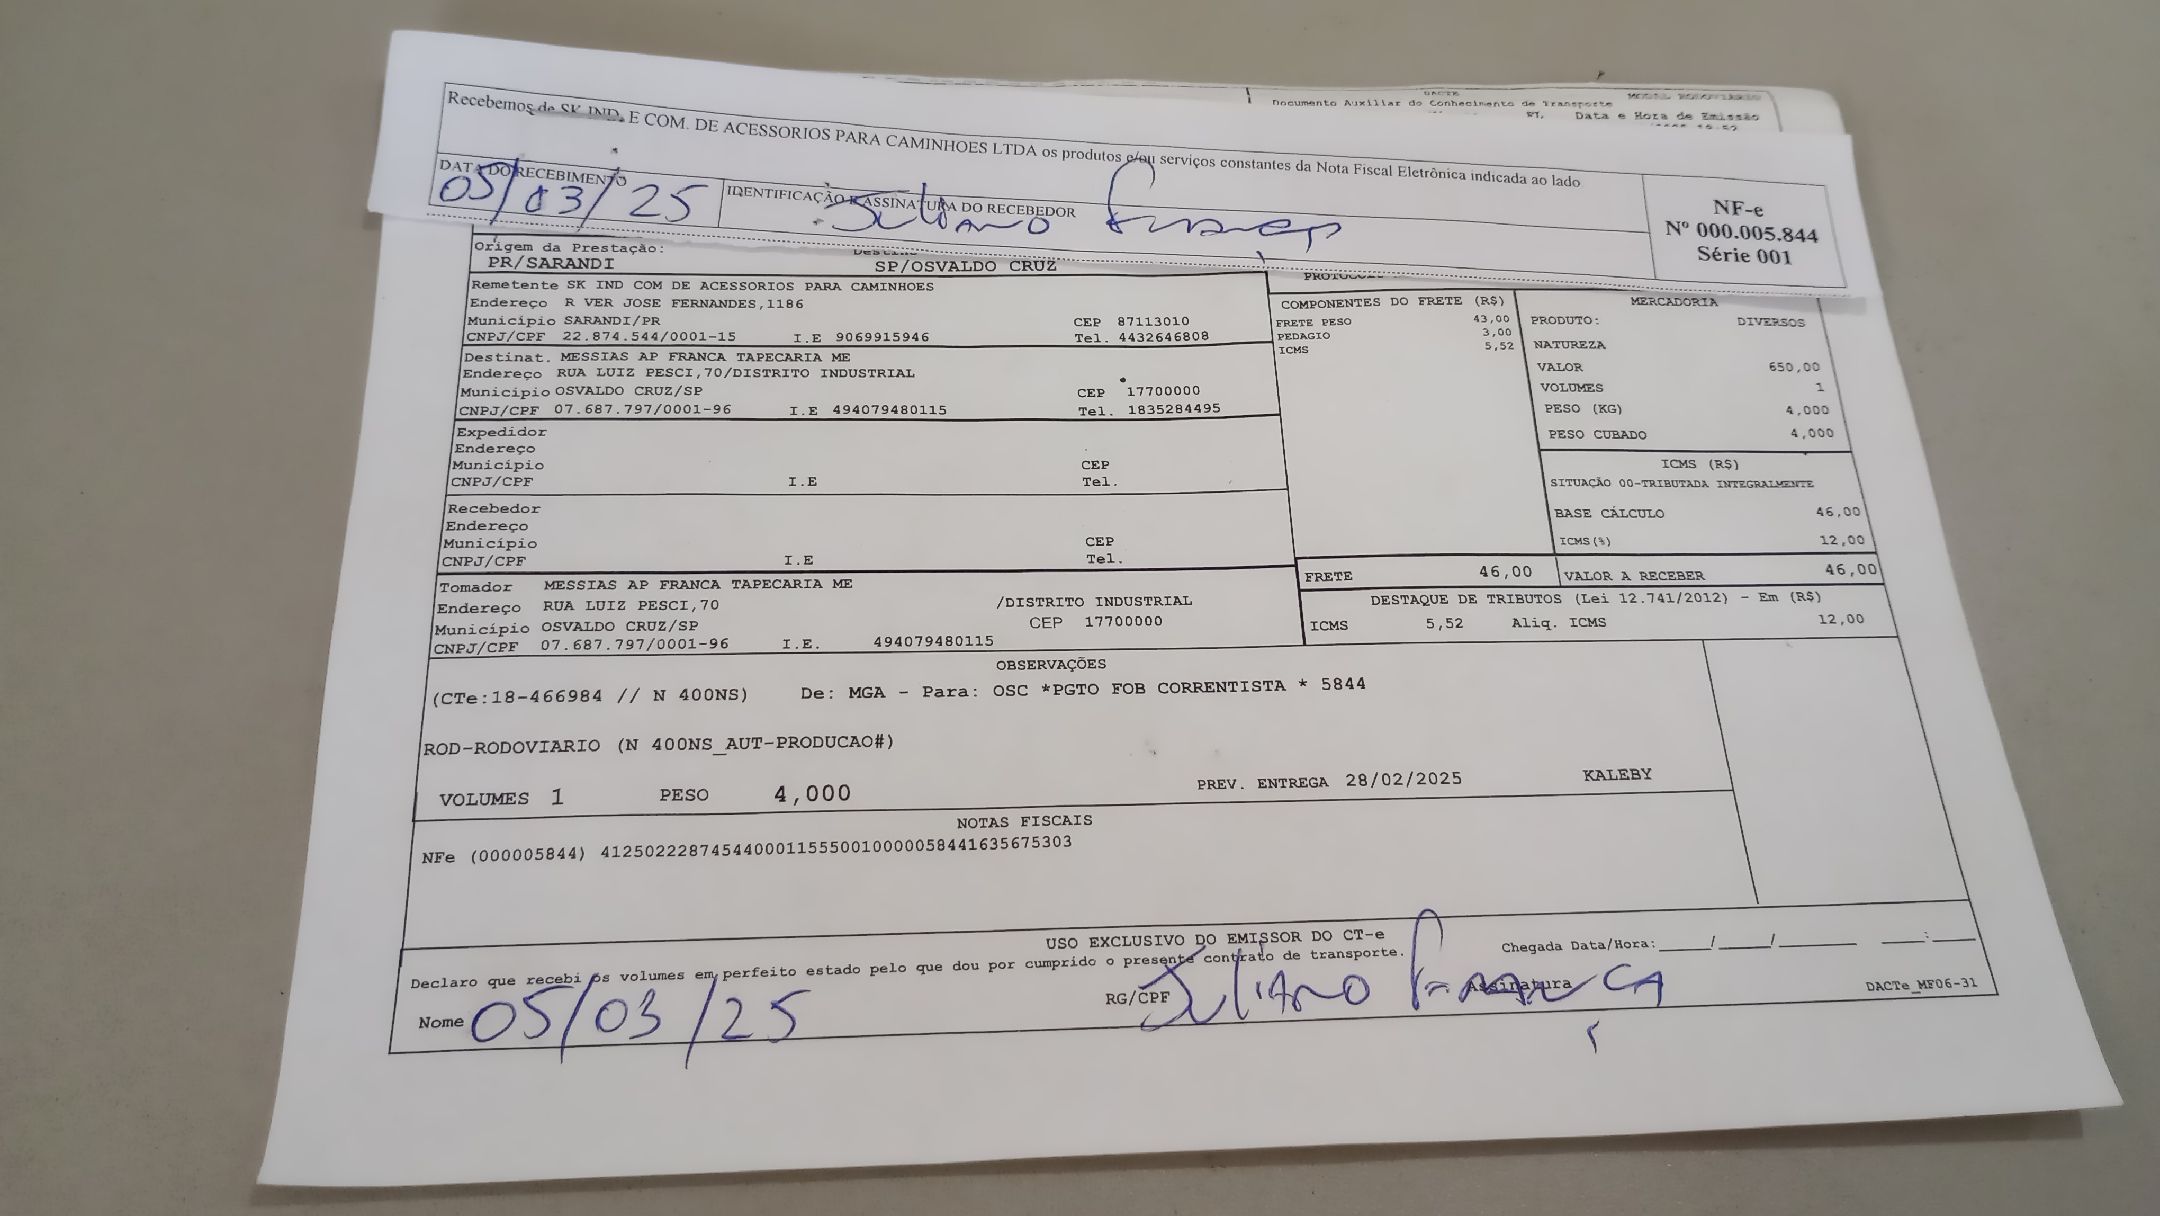 DACTE
MODAL RODOVIÁRIO
Documento Auxiliar do Conhecimento de Transporte
Data e Hora de Emissão
Recebemos de SK IND. E COM. DE ACESSORIOS PARA CAMINHOES LTDA os produtos e/ou serviços constantes da Nota Fiscal Eletrônica indicada ao lado
DATA DO RECEBIMENTO
05/03/25
IDENTIFICAÇÃO E ASSINATURA DO RECEBEDOR
Juliano
NF-e
Nº 000.005.844
Série 001
Origem da Prestação:
PR/SARANDI
SP/OSVALDO CRUZ
Remetente SK IND COM DE ACESSORIOS PARA CAMINHOES
Endereço R VER JOSE FERNANDES,1186
Município SARANDI/PR CEP 87113010
CNPJ/CPF 22.874.544/0001-15 I.E 9069915946 Tel. 4432646808
Destinat. MESSIAS AP FRANCA TAPECARIA ME
Endereço RUA LUIZ PESCI,70/DISTRITO INDUSTRIAL
Município OSVALDO CRUZ/SP CEP 17700000
CNPJ/CPF 07.687.797/0001-96 I.E 494079480115 Tel. 1835284495
Expedidor
Endereço
Município CEP
CNPJ/CPF I.E Tel.
Recebedor
Endereço
Município CEP
CNPJ/CPF I.E Tel.
Tomador MESSIAS AP FRANCA TAPECARIA ME
Endereço RUA LUIZ PESCI,70 /DISTRITO INDUSTRIAL
Município OSVALDO CRUZ/SP CEP 17700000
CNPJ/CPF 07.687.797/0001-96 I.E. 494079480115
COMPONENTES DO FRETE (R$)
FRETE PESO 43,00
PEDAGIO 3,00
ICMS 5,52
MERCADORIA
PRODUTO: DIVERSOS
NATUREZA
VALOR 650,00
VOLUMES 1
PESO (KG) 4,000
PESO CUBADO 4,000
ICMS (R$)
SITUAÇÃO 00-TRIBUTADA INTEGRALMENTE
BASE CÁLCULO 46,00
ICMS(%) 12,00
FRETE 46,00 VALOR A RECEBER 46,00
DESTAQUE DE TRIBUTOS (Lei 12.741/2012) - Em (R$)
ICMS 5,52 Aliq. ICMS 12,00
OBSERVAÇÕES
(CTe:18-466984 // N 400NS) De: MGA - Para: OSC *PGTO FOB CORRENTISTA * 5844
ROD-RODOVIARIO (N 400NS_AUT-PRODUCAO#)
VOLUMES 1 PESO 4,000 PREV. ENTREGA 28/02/2025 KALEBY
NOTAS FISCAIS
NFe (000005844) 41250222874544000115550010000058441635675303
USO EXCLUSIVO DO EMISSOR DO CT-e
Declaro que recebi os volumes em perfeito estado pelo que dou por cumprido o presente contrato de transporte. Chegada Data/Hora: ____/____/______ ___:___
Nome 05/03/25 RG/CPF Juliano Franca Assinatura DACTe_MF06-31